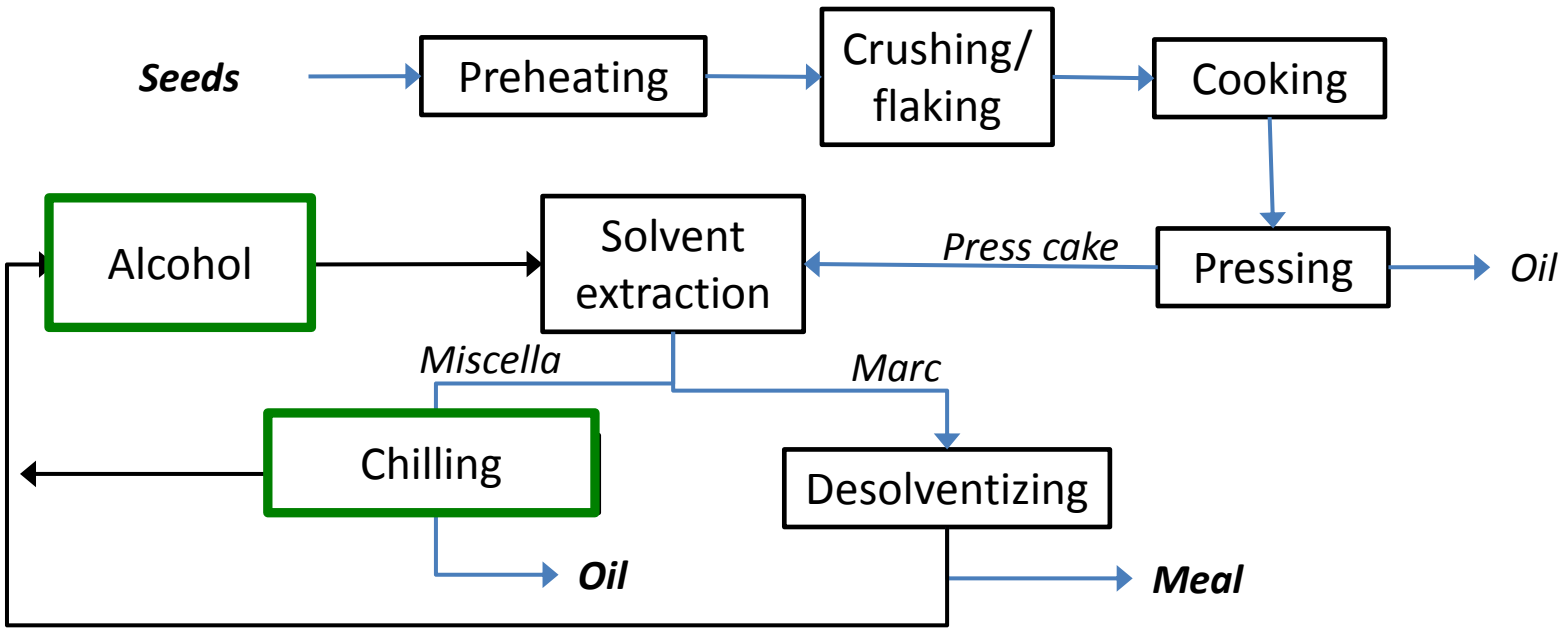 Seeds
Preheating
Crushing/
flaking
Cooking
Alcohol
Solvent
extraction
Press cake
Pressing
Oil
Miscella
Marc
Chilling
Desolventizing
Oil
Meal